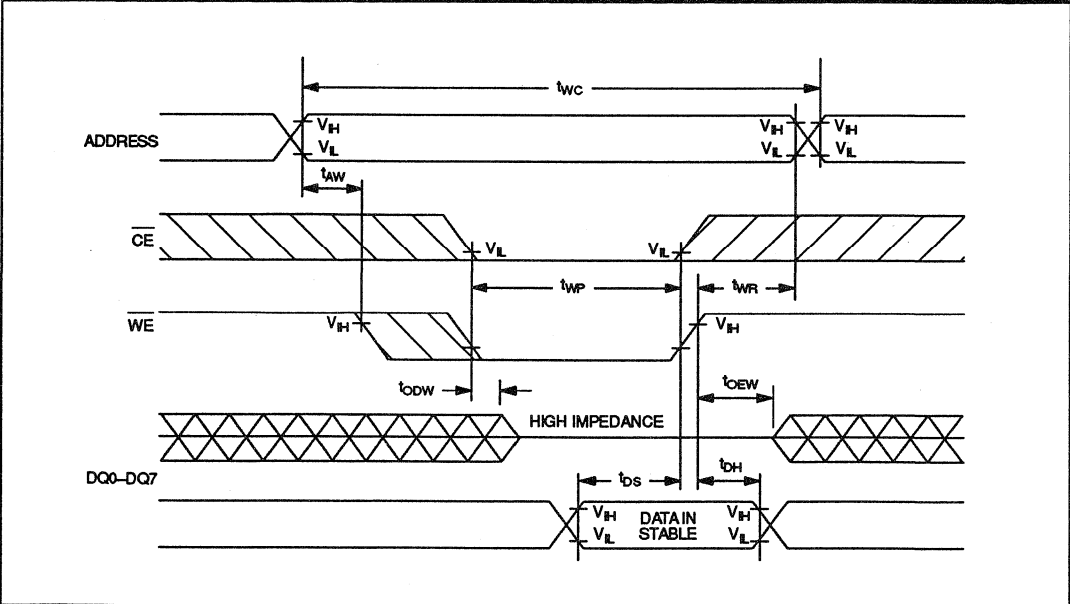 tWC
ADDRESS
VIH VIH VIH
VIL VIL VIL
tAW
CE
VIL VIL
tWP tWR
WE
VIH VIH
tODW tOEW
HIGH IMPEDANCE
DQ0–DQ7
tDS tDH
VIH DATA IN VIH
VIL STABLE VIL